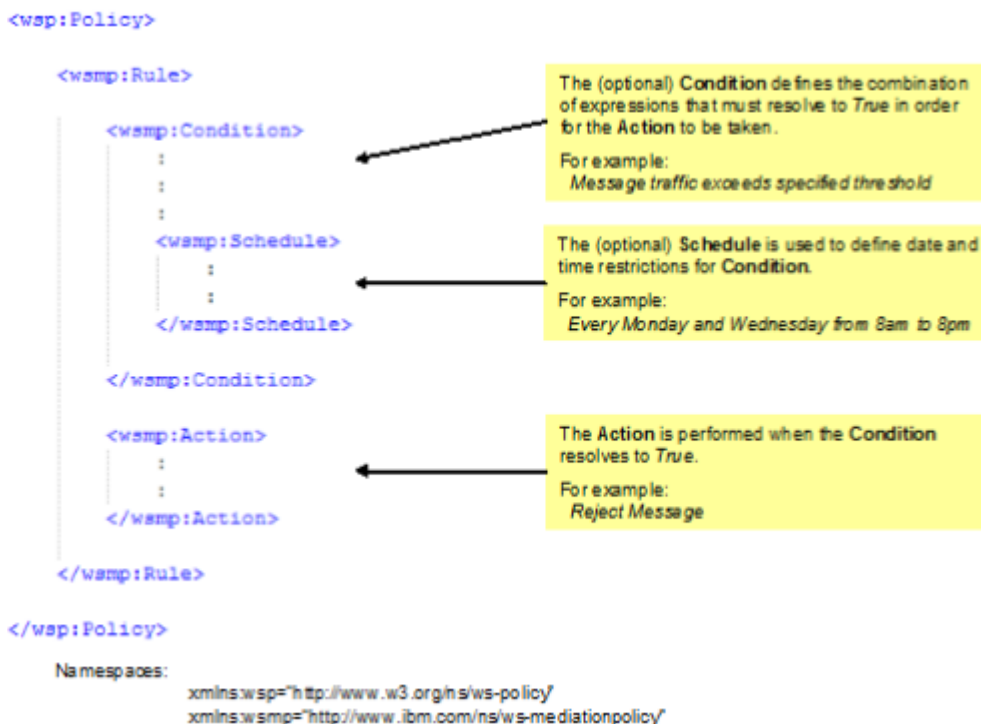 <wsp:Policy>
<wsmp:Rule>
The (optional) Condition defines the combination
of expressions that must resolve to True in order
for the Action to be taken.
For example:
Message traffic exceeds specified threshold
<wsmp:Condition>
:
:
:
<wsmp:Schedule>
:
:
</wsmp:Schedule>
The (optional) Schedule is used to define date and
time restrictions for Condition.
For example:
Every Monday and Wednesday from 8am to 8pm
</wsmp:Condition>
<wsmp:Action>
:
:
</wsmp:Action>
The Action is performed when the Condition
resolves to True.
For example:
Reject Message
</wsmp:Rule>
</wsp:Policy>
Namespaces:
xmlns:wsp="http://www.w3.org/ns/ws-policy"
xmlns:wsmp="http://www.ibm.com/ns/ws-mediationpolicy"